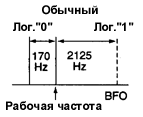 Обычный
Лог."0" Лог."1"
170 Hz 2125 Hz
BFO
Рабочая частота